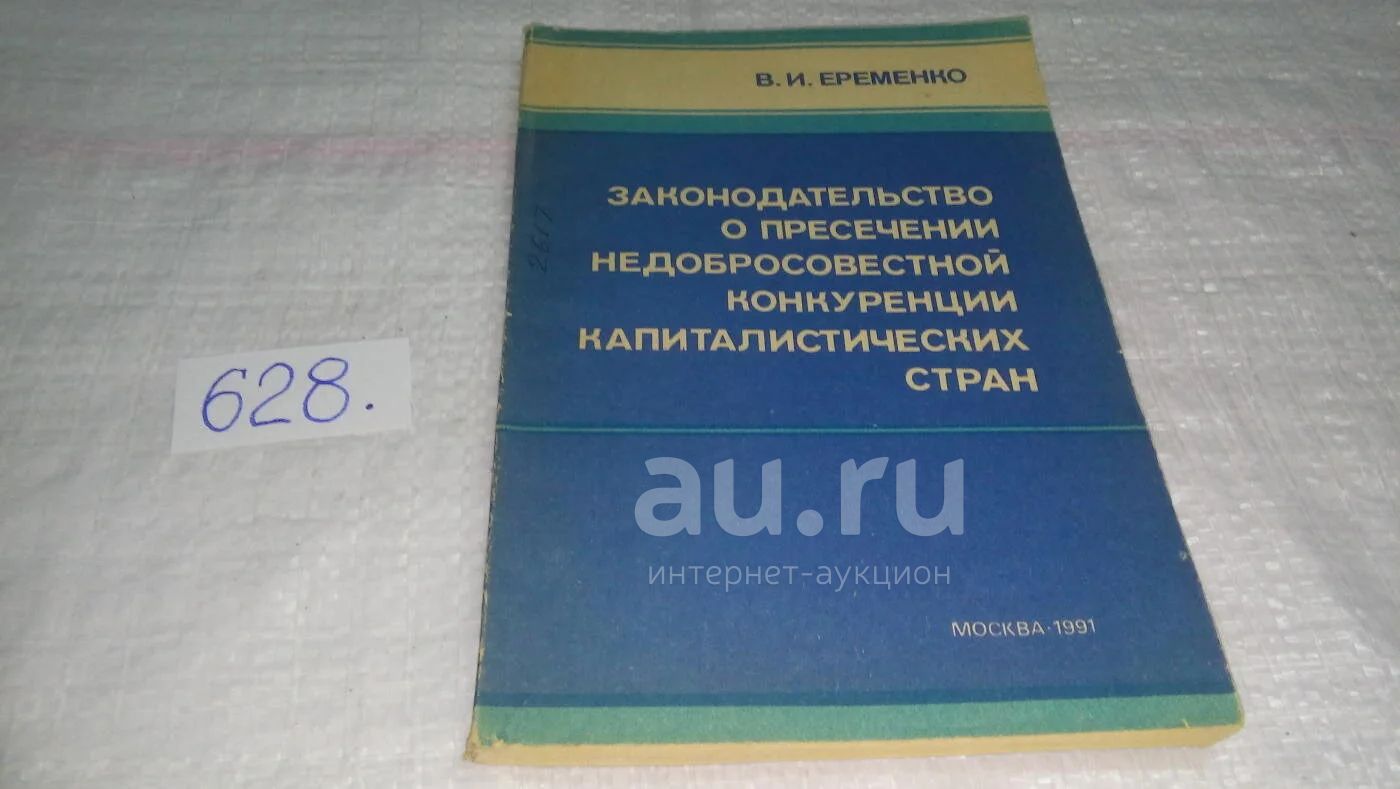 В. И. ЕРЕМЕНКО
ЗАКОНОДАТЕЛЬСТВО
О ПРЕСЕЧЕНИИ
НЕДОБРОСОВЕСТНОЙ
КОНКУРЕНЦИИ
КАПИТАЛИСТИЧЕСКИХ
СТРАН
2617
628.
au.ru
интернет-аукцион
МОСКВА·1991